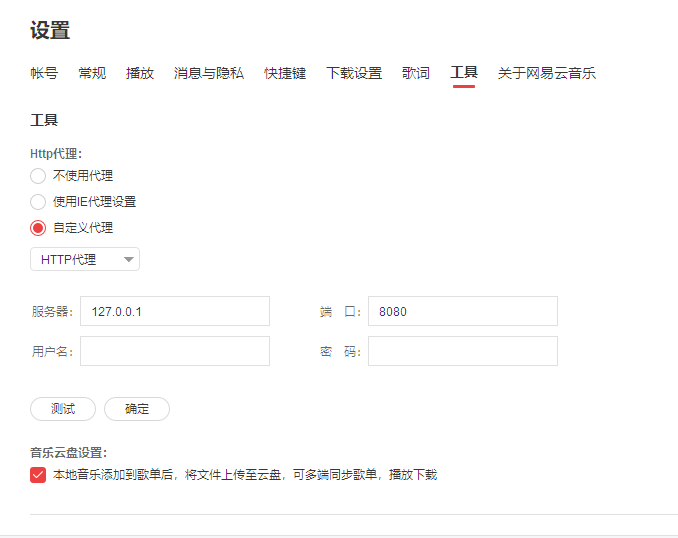 设置
帐号 常规 播放 消息与隐私 快捷键 下载设置 歌词 工具 关于网易云音乐
工具
Http代理：
不使用代理
使用IE代理设置
自定义代理
HTTP代理
服务器： 127.0.0.1 端 口： 8080
用户名： 密 码：
测试 确定
音乐云盘设置：
本地音乐添加到歌单后，将文件上传至云盘，可多端同步歌单，播放下载